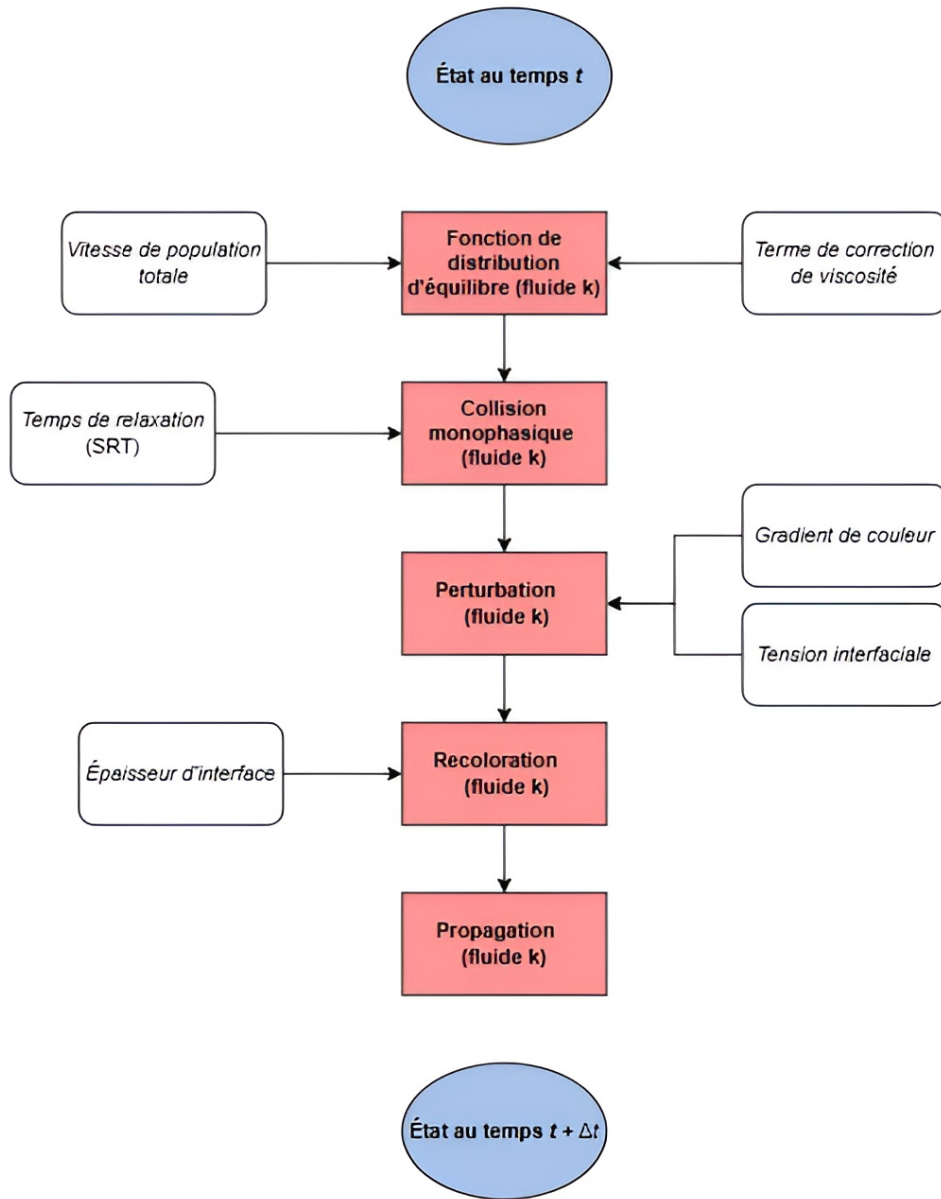 État au temps t
Vitesse de population
totale
Fonction de
distribution
d'équilibre (fluide k)
Terme de correction
de viscosité
Temps de relaxation
(SRT)
Collision
monophasique
(fluide k)
Gradient de couleur
Perturbation
(fluide k)
Tension interfaciale
Épaisseur d'interface
Recoloration
(fluide k)
Propagation
(fluide k)
État au temps t + Δt